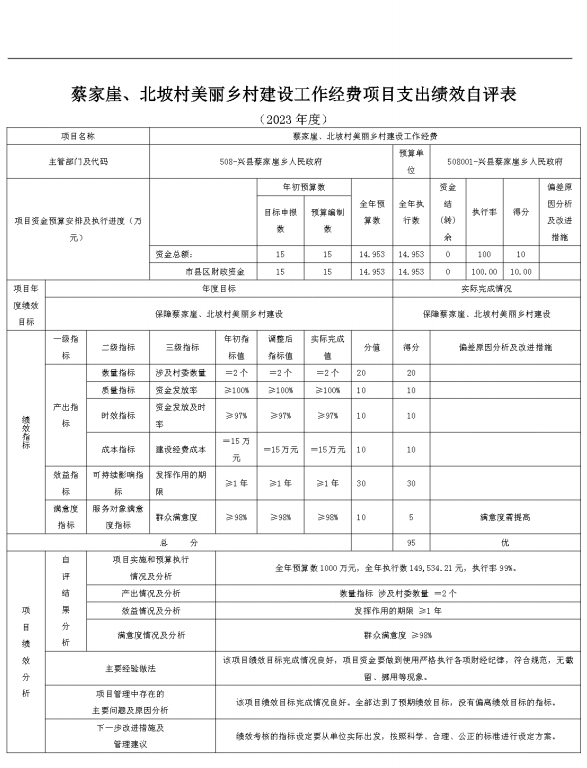 蔡家崖、北坡村美丽乡村建设工作经费项目支出绩效自评表
（2023 年度）
项目名称 蔡家崖、北坡村美丽乡村建设工作经费
主管部门及代码 508-兴县蔡家崖乡人民政府 预算单位 508001-兴县蔡家崖乡人民政府
项目资金预算安排及执行进度（万元） 年初预算数 全年预算数 全年执行数 资金结（转）余 执行率 得分 偏差原因分析及改进措施
目标申报数 预算编制数
资金总额： 15 15 14.953 14.953 0 100 10
市县区财政资金 15 15 14.953 14.953 0 100.00 10.00
项目年度绩效目标 年度目标 实际完成情况
保障蔡家崖、北坡村美丽乡村建设 保障蔡家崖、北坡村美丽乡村建设
绩效指标 一级指标 二级指标 三级指标 年初指标值 调整后指标值 实际完成值 分值 得分 偏差原因分析及改进措施
产出指标 数量指标 涉及村委数量 ＝2个 ＝2个 ＝2个 20 20
质量指标 资金发放率 ≥100% ≥100% ≥100% 10 10
时效指标 资金发放及时率 ≥97% ≥97% ≥97% 10 10
成本指标 建设经费成本 ＝15万元 ＝15万元 ＝15万元 10 10
效益指标 可持续影响指标 发挥作用的期限 ≥1年 ≥1年 ≥1年 30 30
满意度指标 服务对象满意度指标 群众满意度 ≥98% ≥98% ≥98% 10 5 满意度需提高
总 分 95 优
项目绩效分析 自评结果分析 项目实施和预算执行情况及分析 全年预算数1000万元，全年执行数149,534.21元，执行率99%。
产出情况及分析 数量指标 涉及村委数量 ＝2个
效益情况及分析 发挥作用的期限 ≥1年
满意度情况及分析 群众满意度 ≥98%
主要经验做法 该项目绩效目标完成情况良好，项目资金要做到使用严格执行各项财经纪律，符合规范，无截留、挪用等现象。
项目管理中存在的主要问题及原因分析 该项目绩效目标完成情况良好。全部达到了预期绩效目标，没有偏离绩效目标的指标。
下一步改进措施及管理建议 绩效考核的指标设定要从单位实际出发，按照科学、合理、公正的标准进行设定方案。